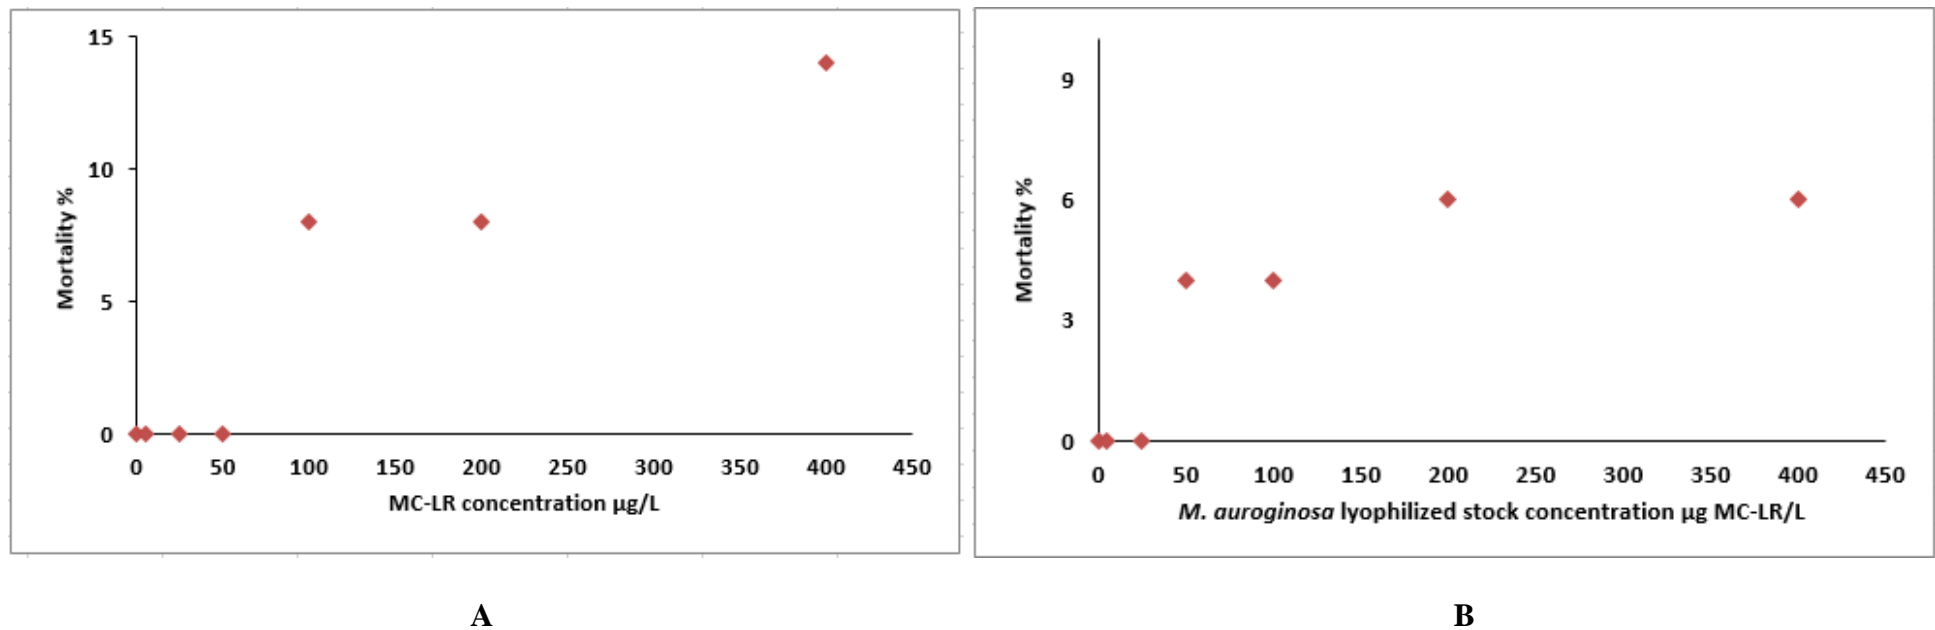 15
10
5
0
Mortality %
0 50 100 150 200 250 300 350 400 450
MC-LR concentration µg/L
A
9
6
3
0
Mortality %
0 50 100 150 200 250 300 350 400 450
M. auroginosa lyophilized stock concentration µg MC-LR/L
B